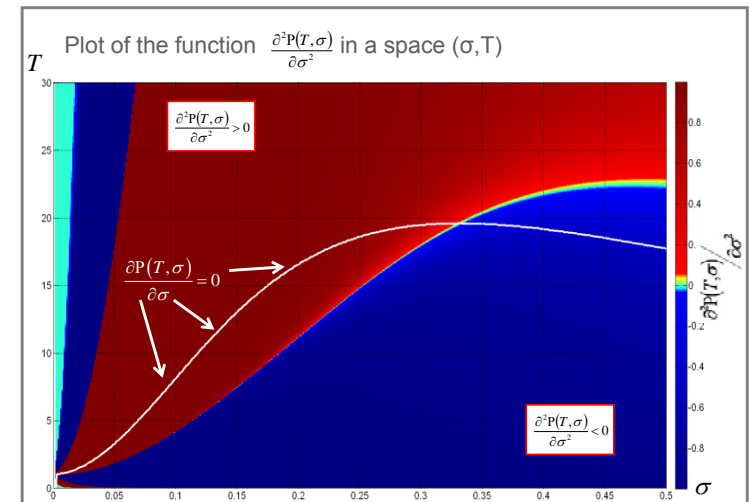 Plot of the function ∂²P(T,σ)/∂σ² in a space (σ,T)
T
30
25
20
15
10
5
0
∂²P(T,σ)/∂σ² > 0
∂P(T,σ)/∂σ = 0
∂²P(T,σ)/∂σ² < 0
0 0.05 0.1 0.15 0.2 0.25 0.3 0.35 0.4 0.45 0.5
σ
0.8
0.6
0.4
0.
0
-0.2
-0.4
-0.6
-0.8
∂²P(T,σ)/∂σ²